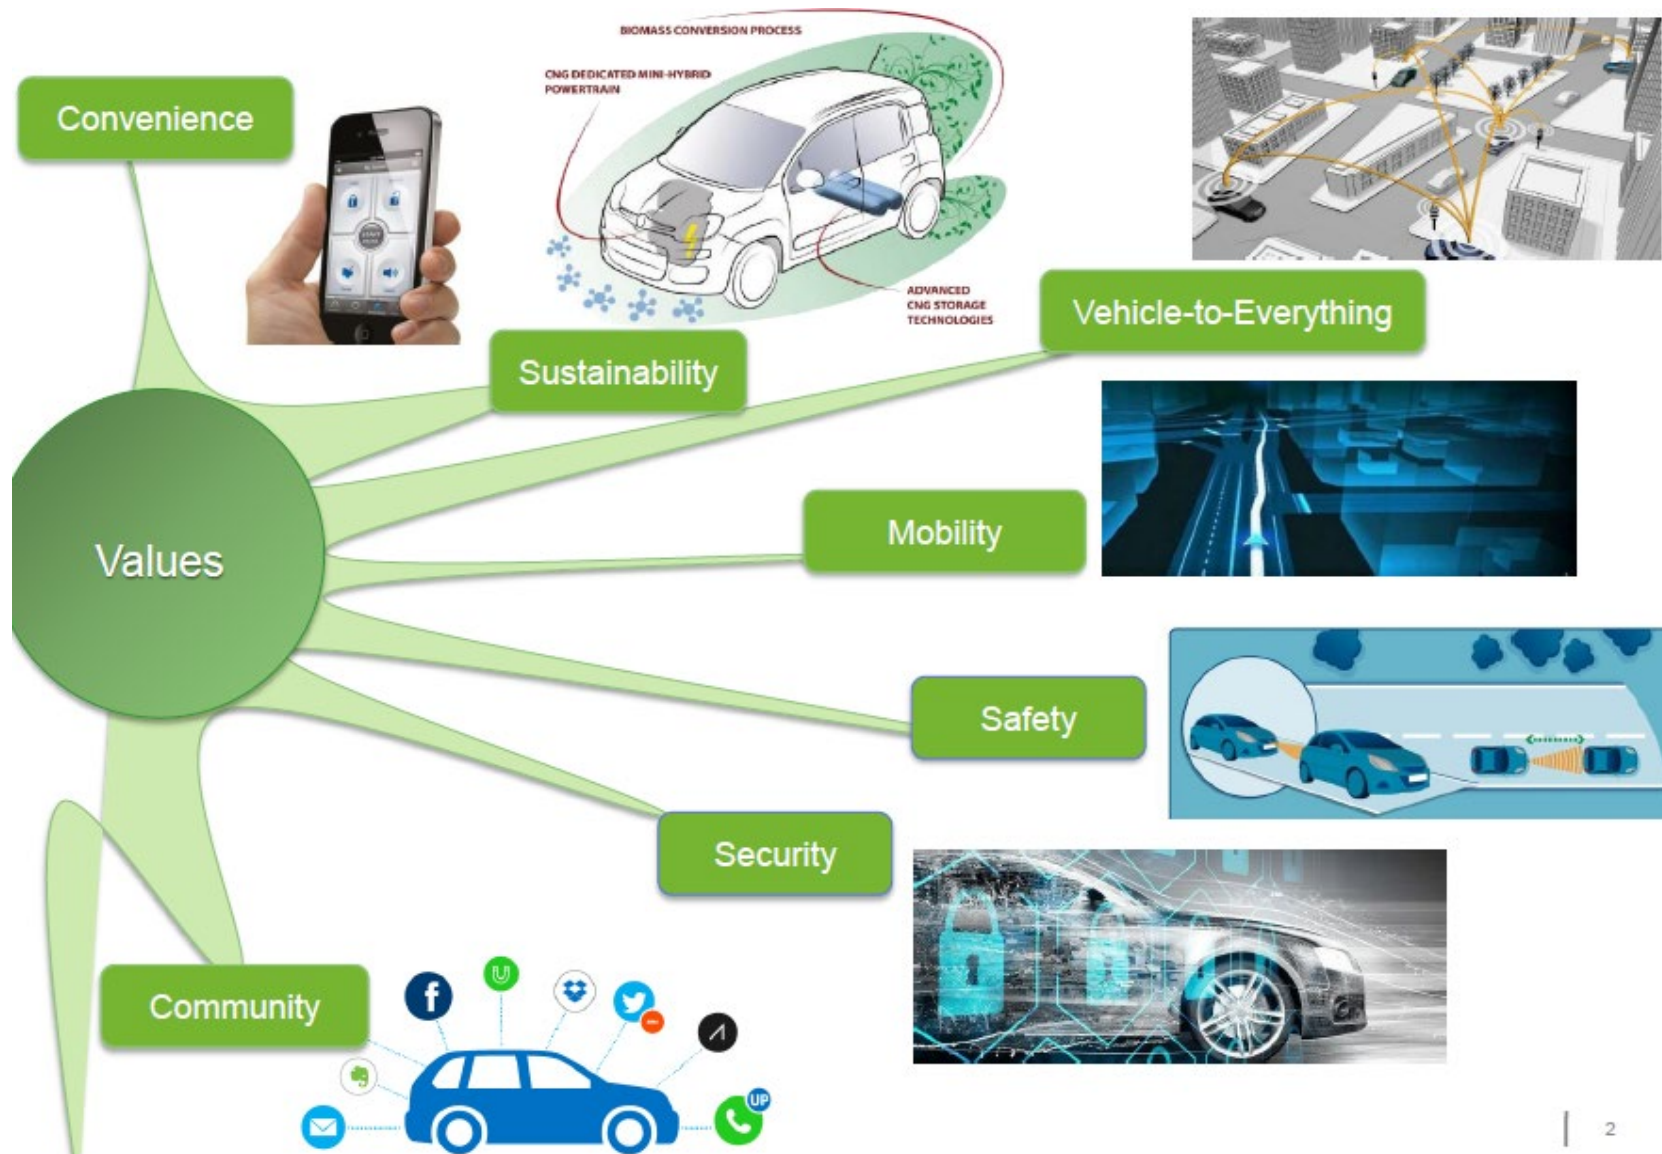 BIOMASS CONVERSION PROCESS
CNG DEDICATED MINI-HYBRID
POWERTRAIN
Convenience
ADVANCED
CNG STORAGE
TECHNOLOGIES
Vehicle-to-Everything
Sustainability
Mobility
Values
Safety
Security
Community
f
UP
2